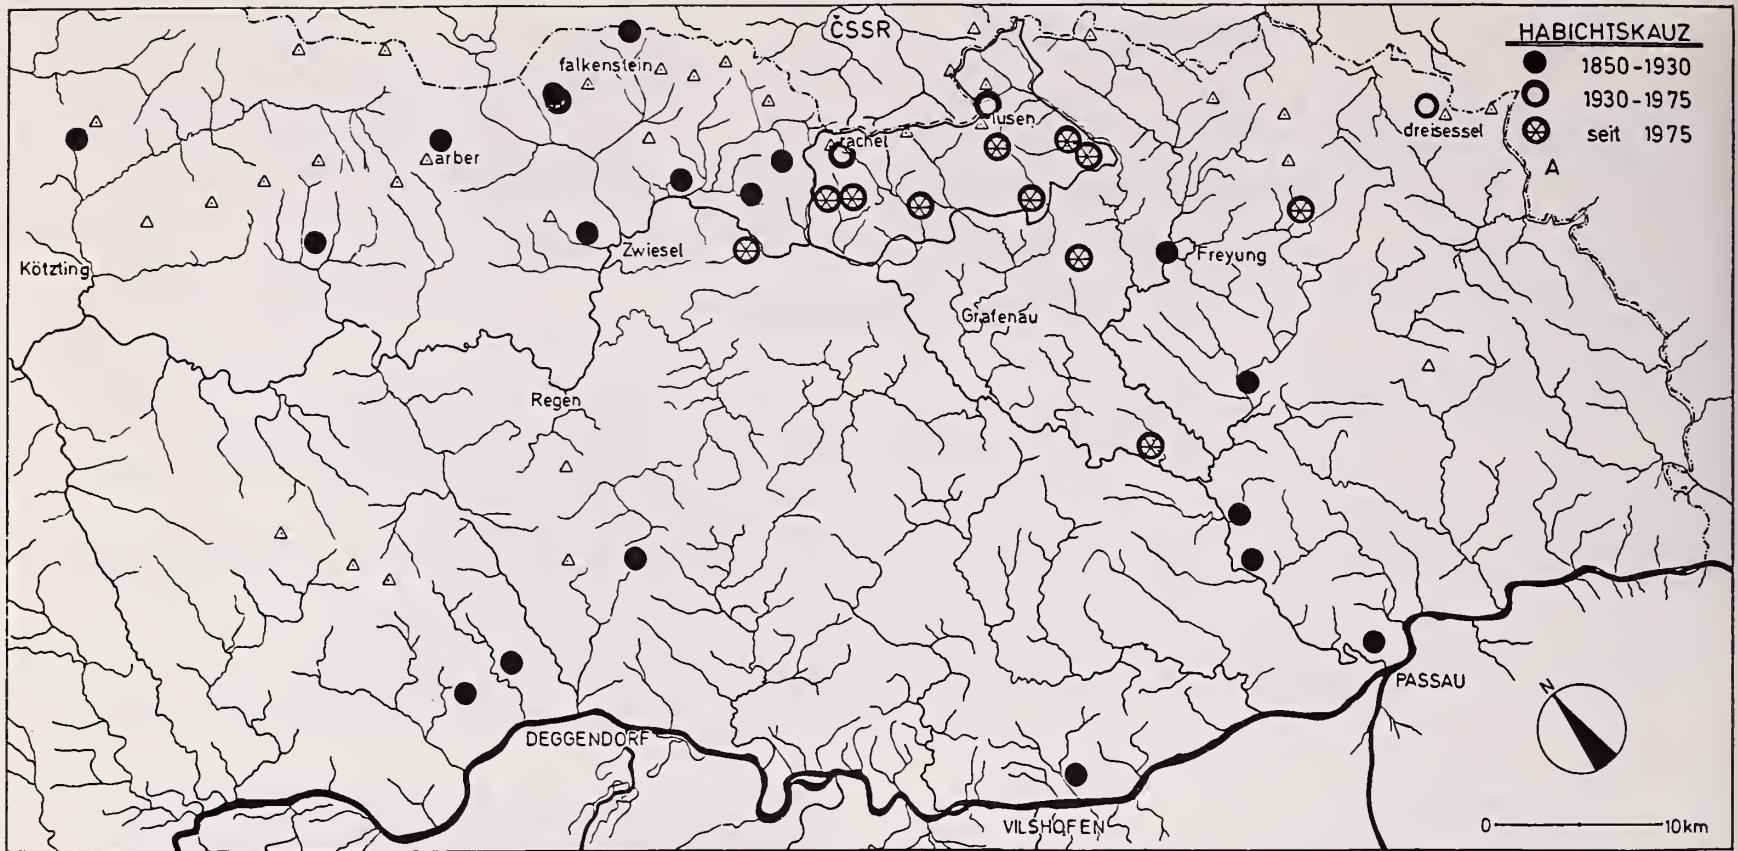 ČSSR
HABICHTSKAUZ
1850-1930
1930-1975
seit 1975
falkenstein
lusen
dreisessel
rachel
arber
A
Zwiesel
Freyung
Kötzting
Grafenau
Regen
PASSAU
N
DEGGENDORF
VILSHOFEN
0 10km